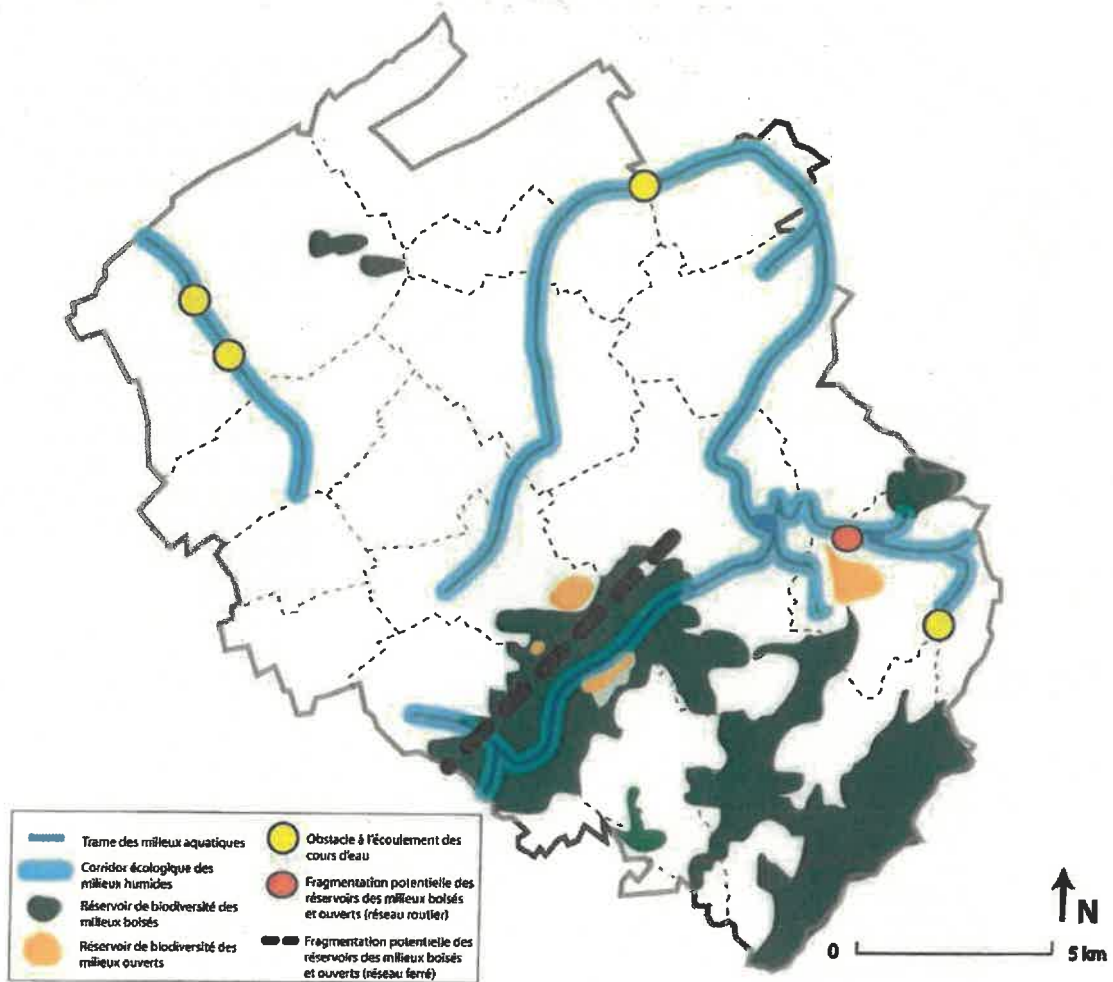 Trame des milieux aquatiques
Corridor écologique des
milieux humides
Réservoir de biodiversité des
milieux boisés
Réservoir de biodiversité des
milieux ouverts
Obstacle à l'écoulement des
cours d'eau
Fragmentation potentielle des
réservoirs des milieux boisés
et ouverts (réseau routier)
Fragmentation potentielle des
réservoirs des milieux boisés
et ouverts (réseau ferré)
N
0 5 km